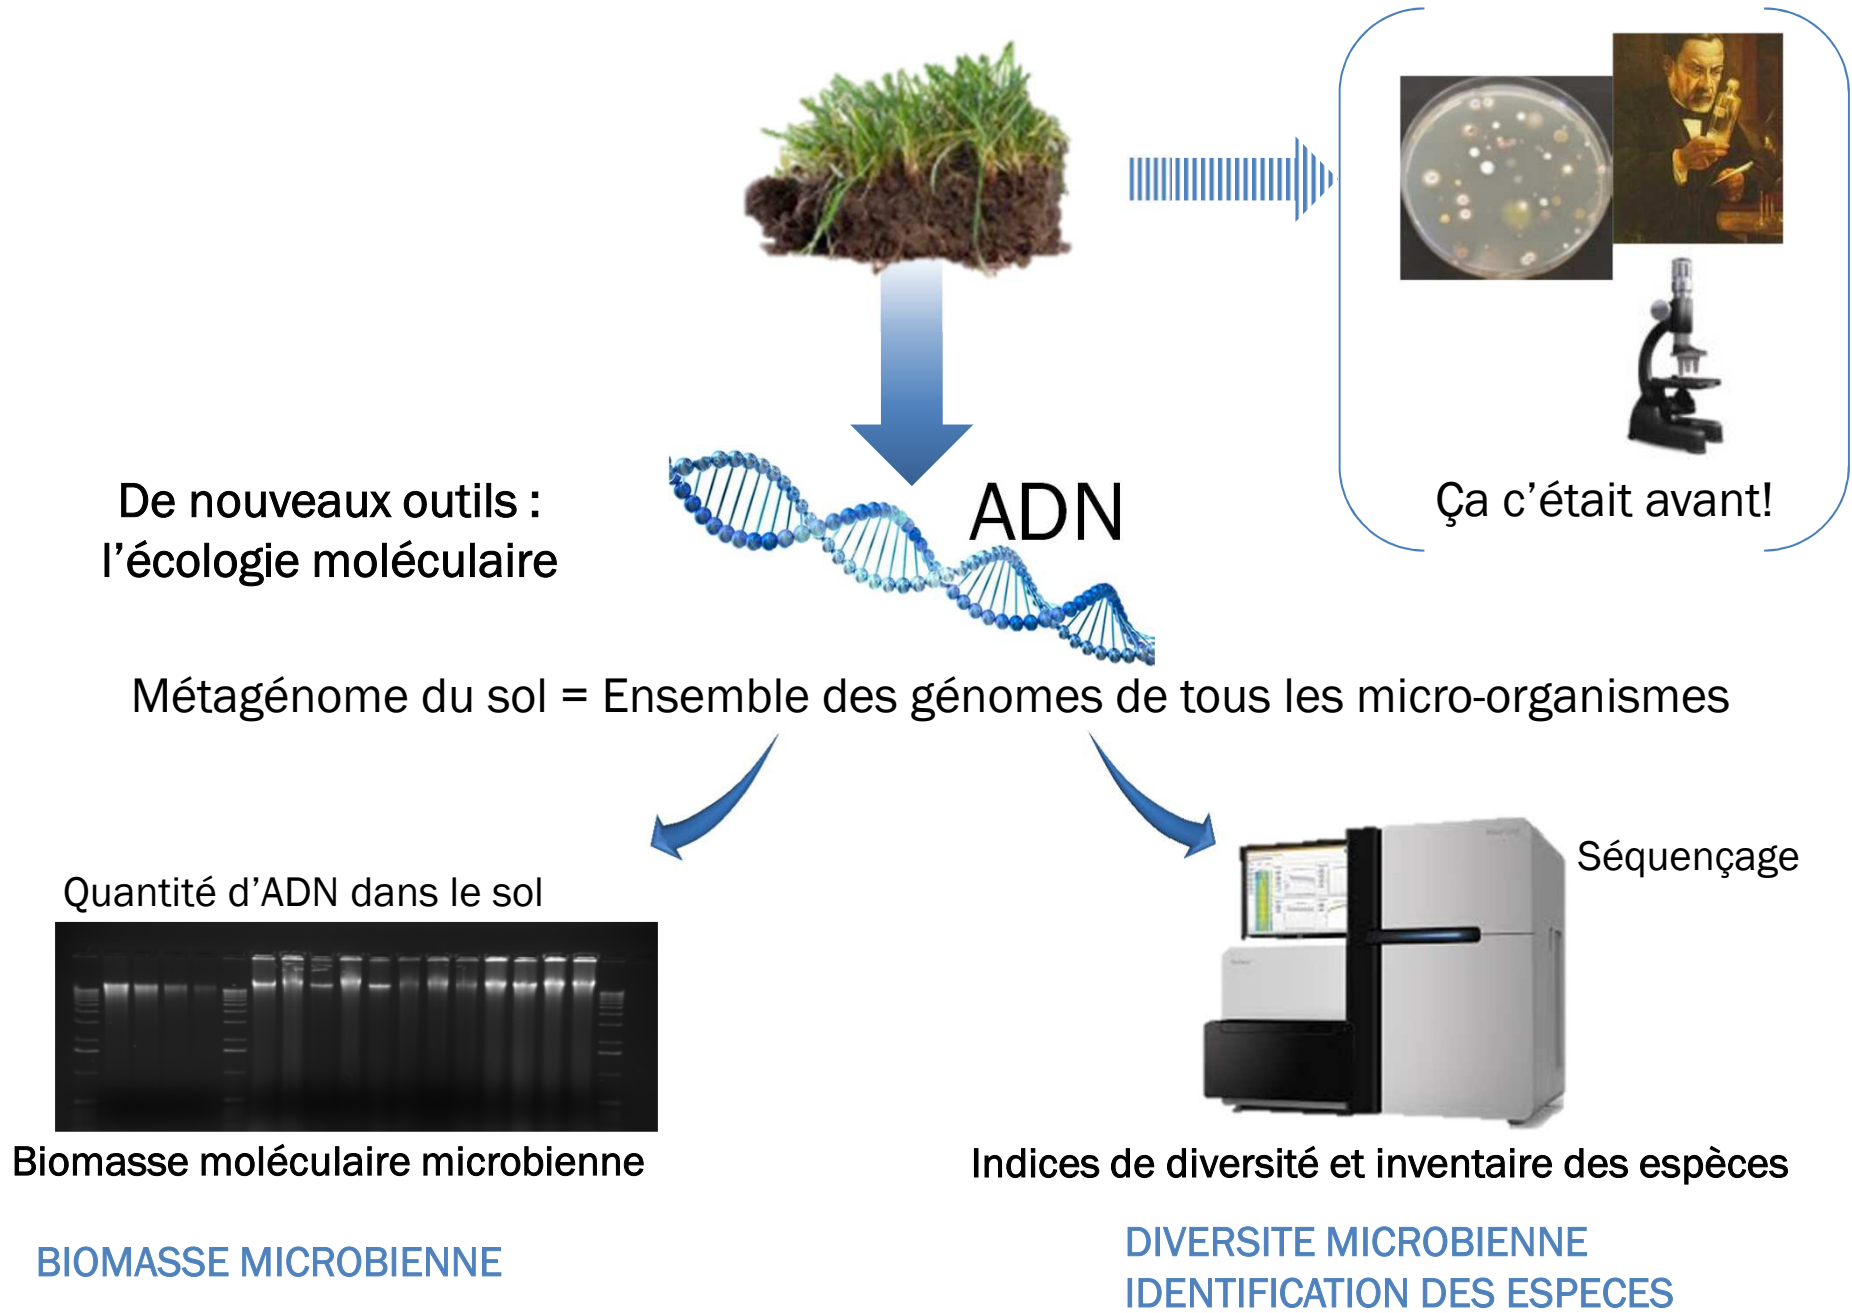 Ça c'était avant!
De nouveaux outils :
l'écologie moléculaire
ADN
Métagénome du sol = Ensemble des génomes de tous les micro-organismes
Quantité d'ADN dans le sol
Biomasse moléculaire microbienne
BIOMASSE MICROBIENNE
Séquençage
Indices de diversité et inventaire des espèces
DIVERSITE MICROBIENNE
IDENTIFICATION DES ESPECES